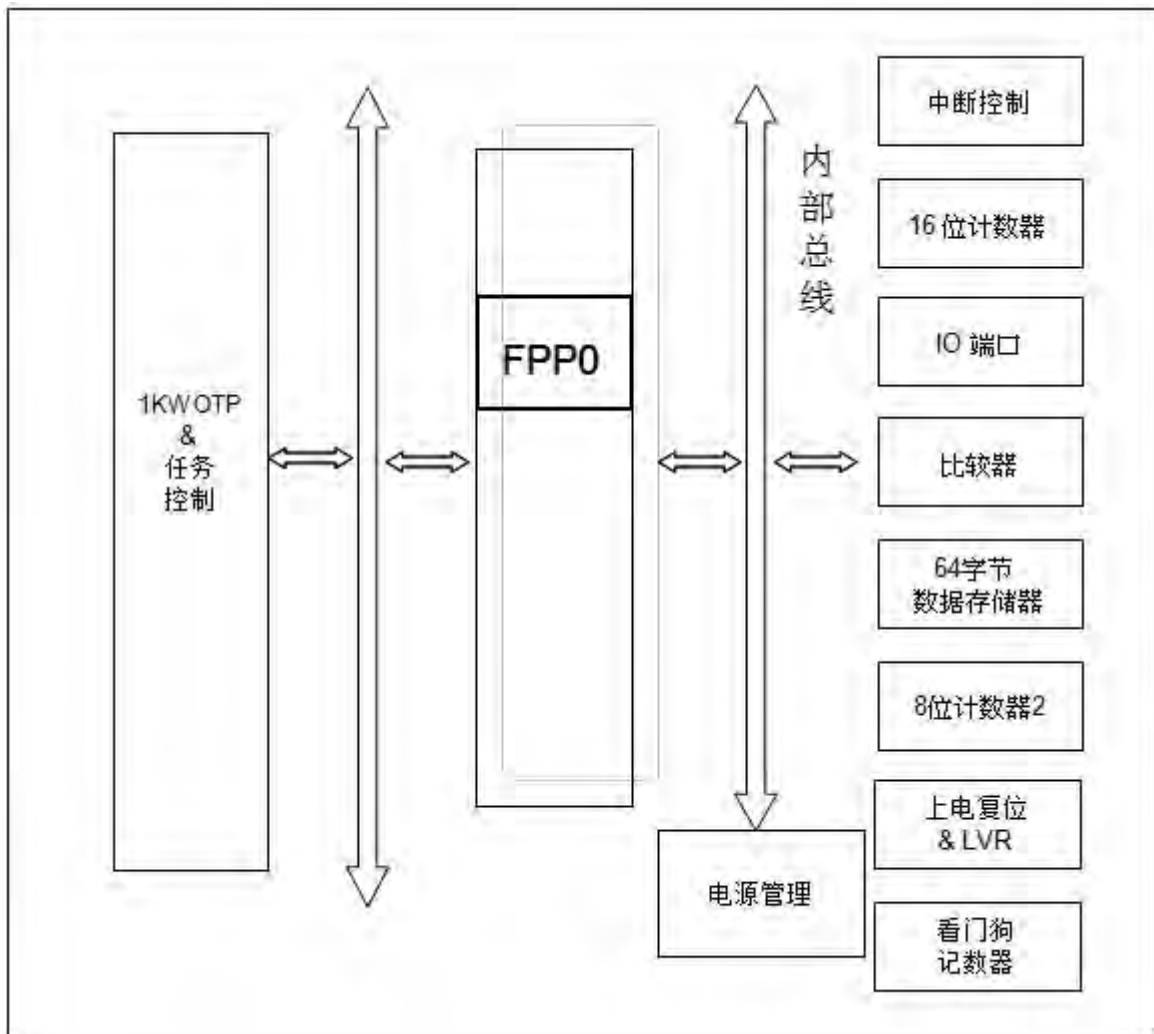 1KWOTP
&
任务
控制
FPP0
内
部
总
线
中断控制
16 位计数器
IO 端口
比较器
64字节
数据存储器
8位计数器2
上电复位
& LVR
电源管理
看门狗
记数器